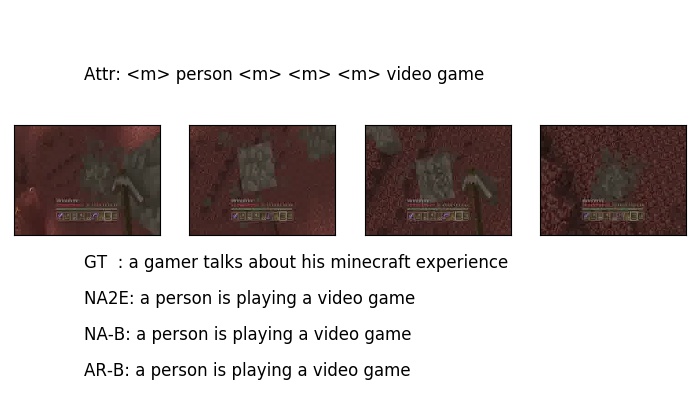 Attr: <m> person <m> <m> <m> video game
GT  : a gamer talks about his minecraft experience
NA2E: a person is playing a video game
NA-B: a person is playing a video game
AR-B: a person is playing a video game